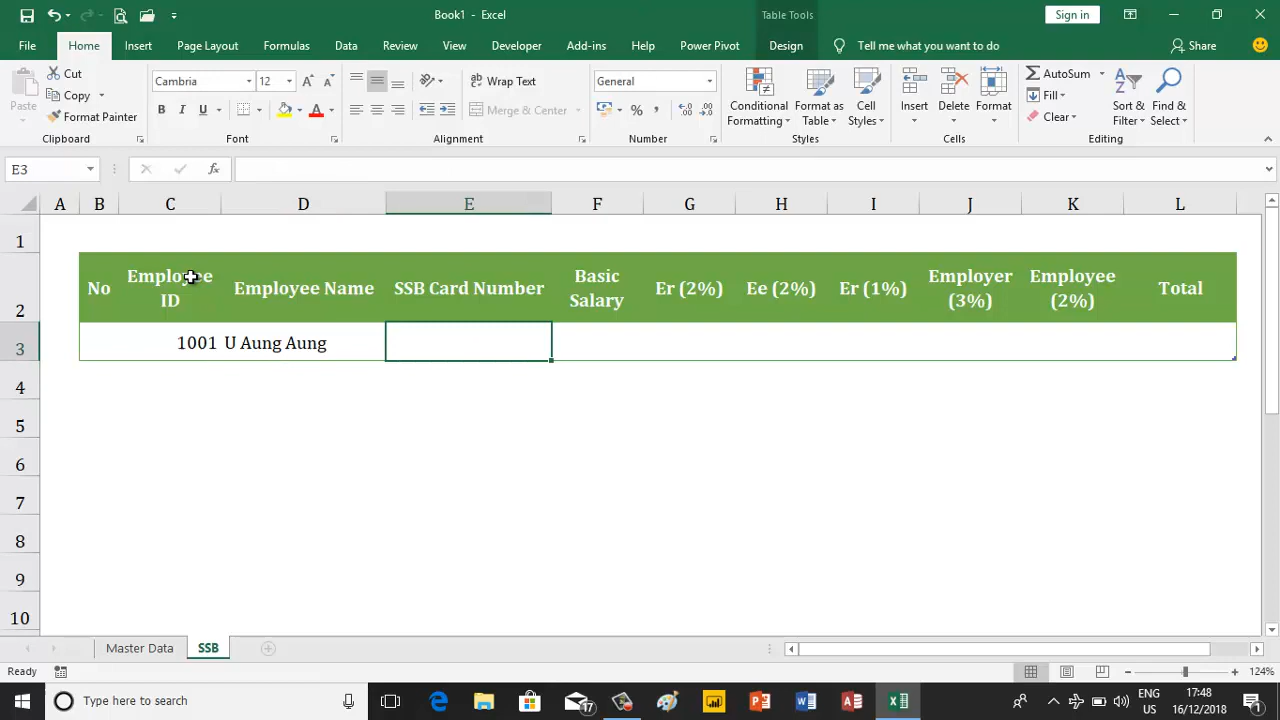 Book1 - Excel
Table Tools
Sign in
File Home Insert Page Layout Formulas Data Review View Developer Add-ins Help Power Pivot Design Tell me what you want to do Share
Paste
Cut
Copy
Format Painter
Clipboard
Cambria 12
B I U
Font
Wrap Text
Merge & Center
Alignment
General
Number
Conditional Formatting
Format as Table
Cell Styles
Styles
Insert
Delete
Format
Cells
AutoSum
Fill
Clear
Sort & Filter
Find & Select
Editing
E3
fx
A B C D E F G H I J K L
1
2
No
Employee
ID
Employee Name
SSB Card Number
Basic
Salary
Er (2%)
Ee (2%)
Er (1%)
Employer
(3%)
Employee
(2%)
Total
3
1001 U Aung Aung
4
5
6
7
8
9
10
Master Data SSB
Ready
124%
Type here to search
17
ENG
US
17:48
16/12/2018
1